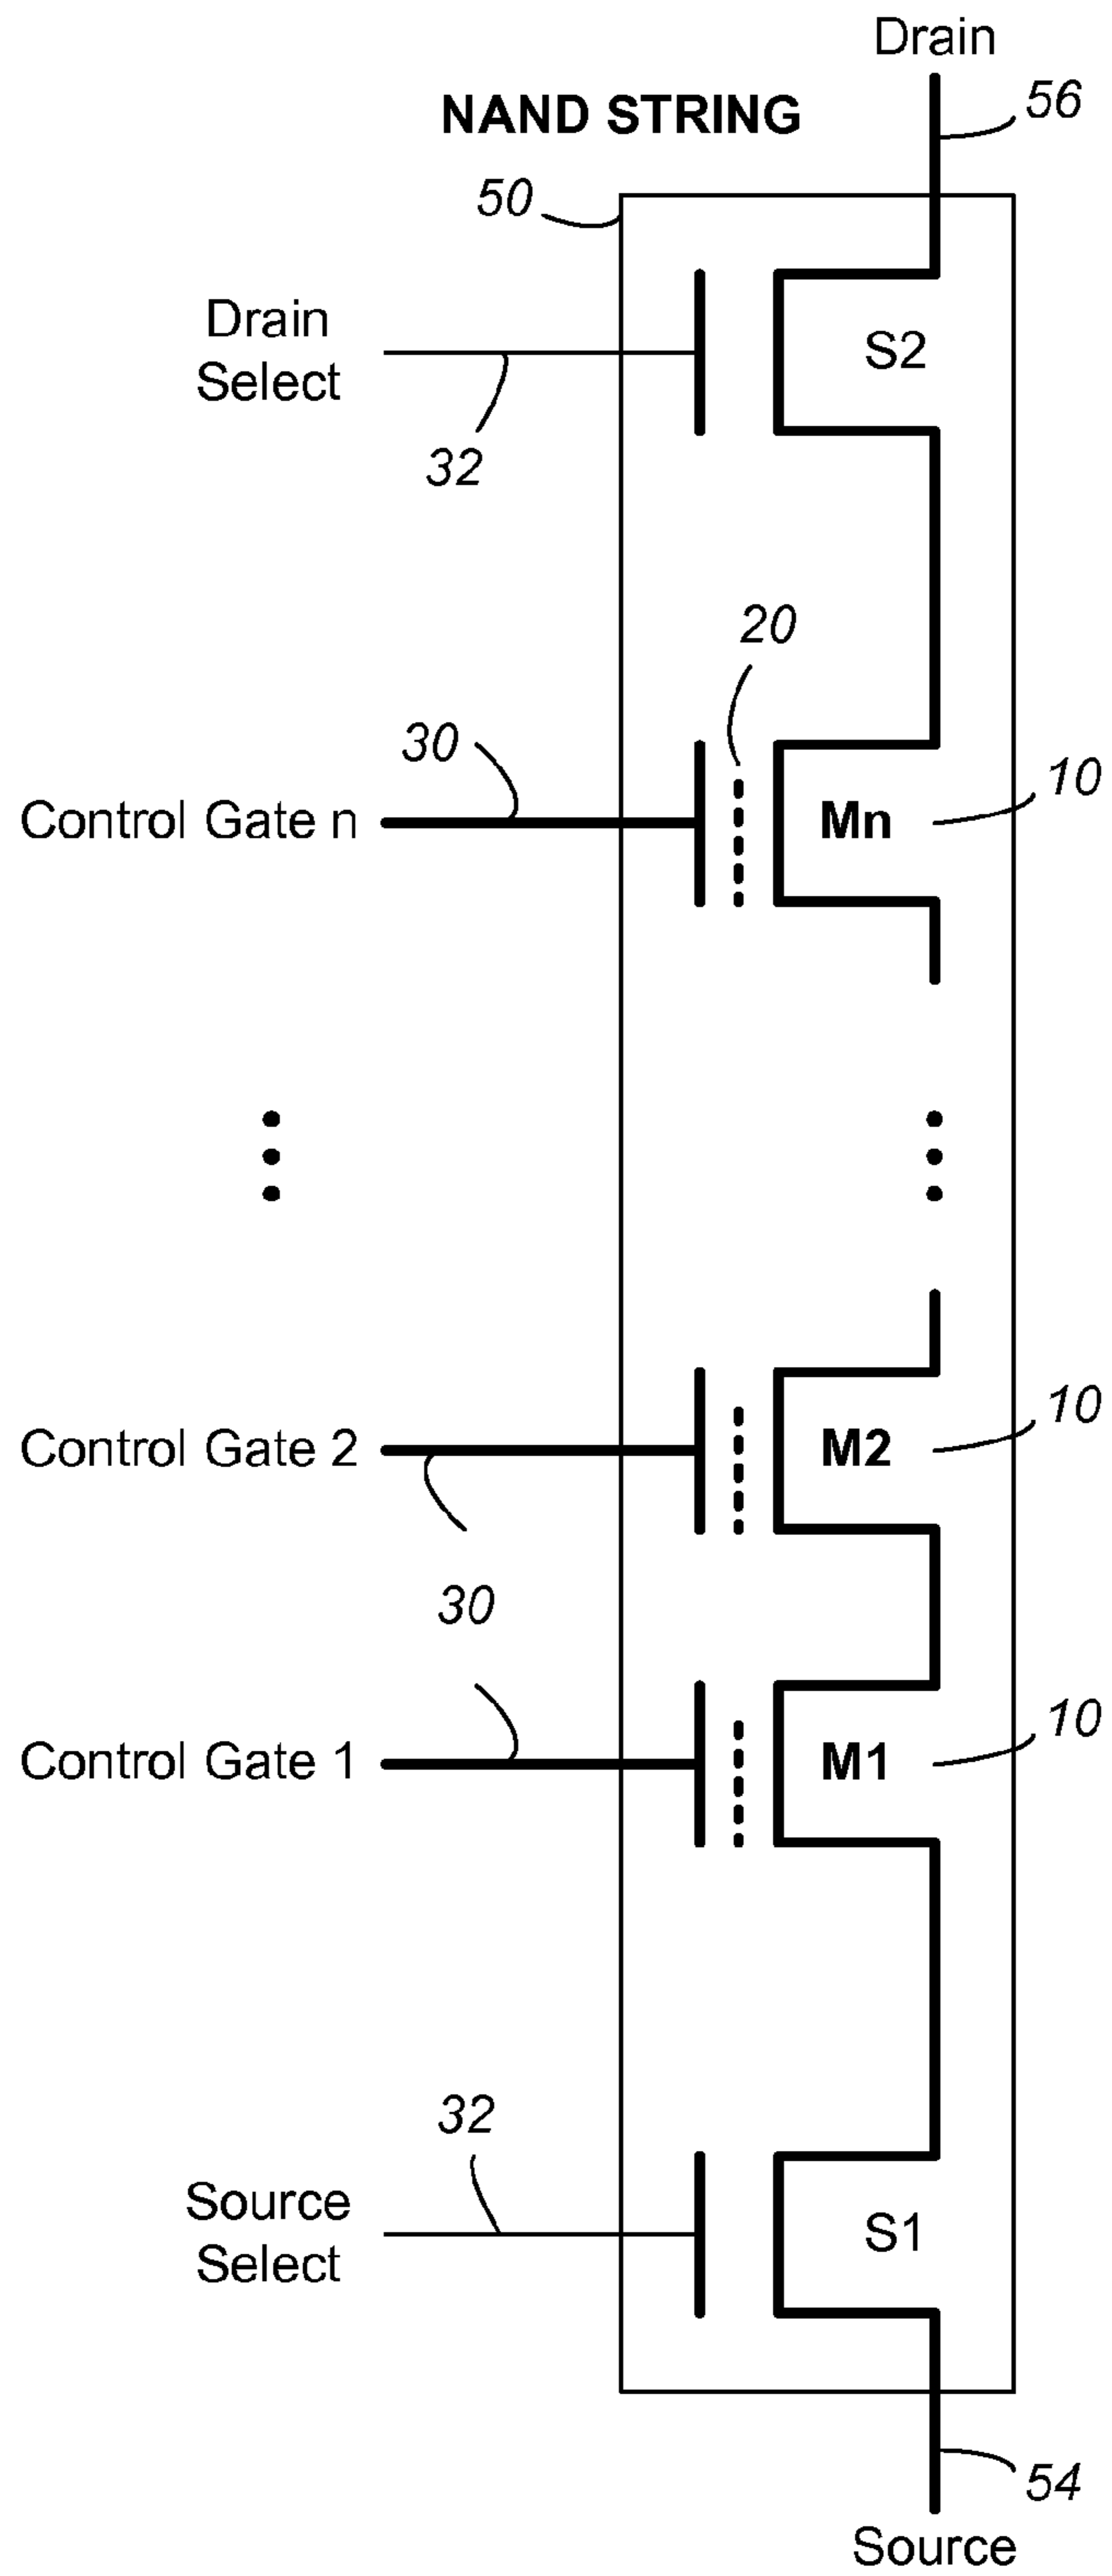 Drain
56
NAND STRING
50
Drain
Select
S2
32
20
30
10
Control Gate n
Mn
10
Control Gate 2
M2
30
10
Control Gate 1
M1
32
Source
Select
S1
54
Source